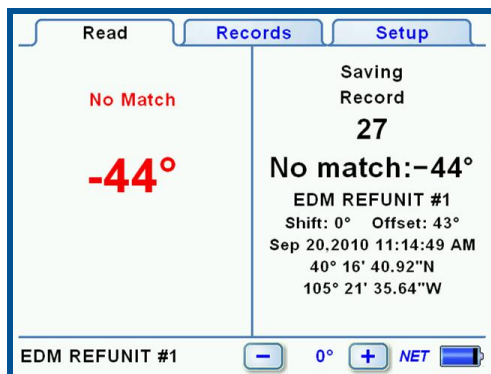 Read Records Setup
No Match
-44°
Saving
Record
27
No match:-44°
EDM REFUNIT #1
Shift: 0° Offset: 43°
Sep 20,2010 11:14:49 AM
40° 16' 40.92"N
105° 21' 35.64"W
EDM REFUNIT #1 − 0° + NET